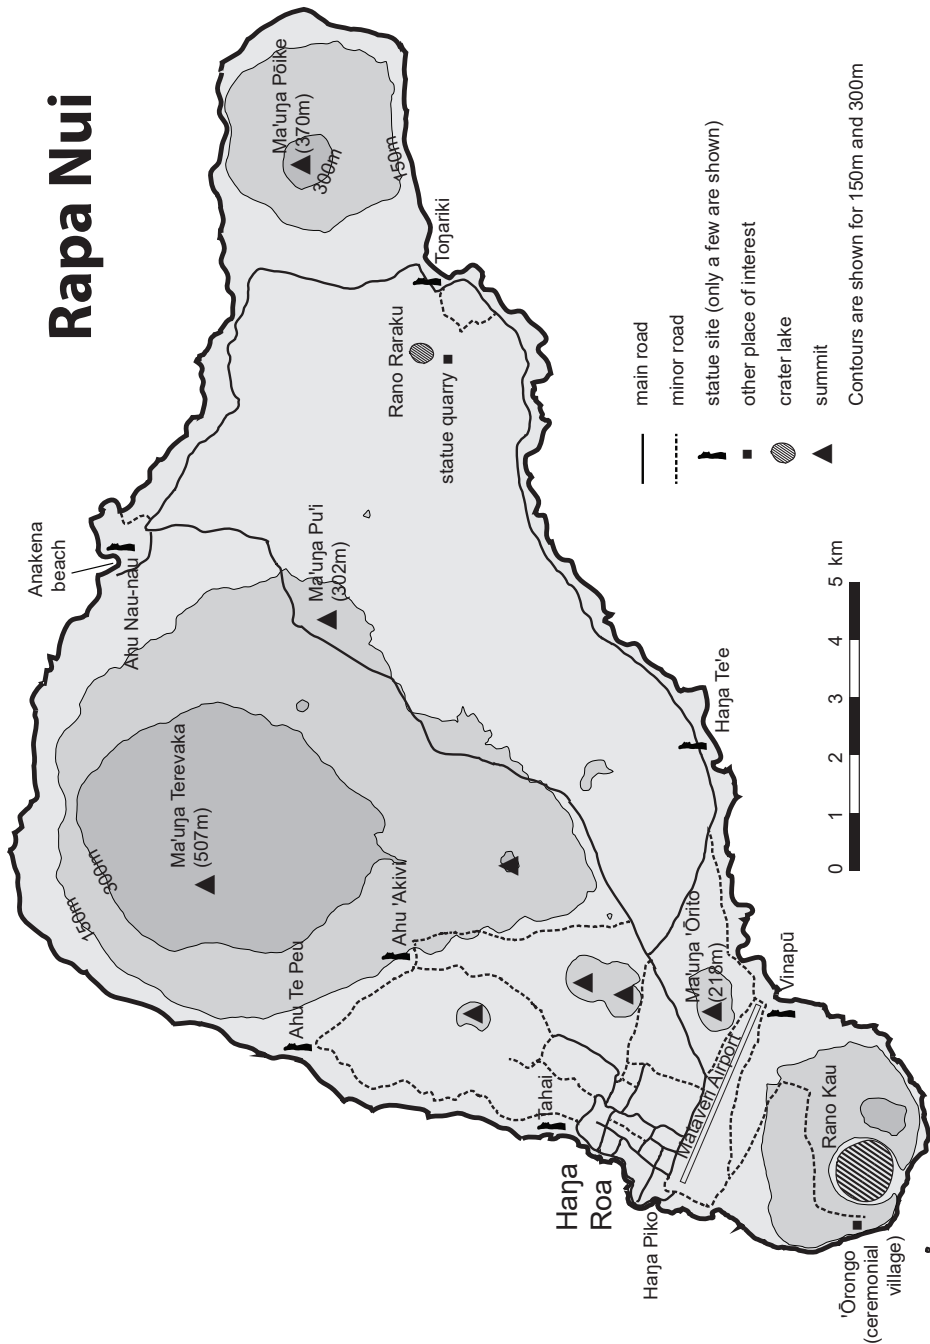 Rapa Nui
Ma'uŋa Pōike
(370m)
300m
150m
Toŋariki
Rano Raraku
statue quarry
Anakena
beach
Ahu Nau-nau
Ma'uŋa Pu'i
(302m)
Ma'uŋa Terevaka
(507m)
300m
150m
Ahu 'Akivi
Ahu Te Peu
Tahai
Haŋa
Roa
Haŋa Piko
Mataveri Airport
Ma'uŋa 'Ōrito
(218m)
Vinapū
Haŋa Te'e
Rano Kau
'Ōrongo
(ceremonial
village)
main road
minor road
statue site (only a few are shown)
other place of interest
crater lake
summit
Contours are shown for 150m and 300m
0 1 2 3 4 5 km